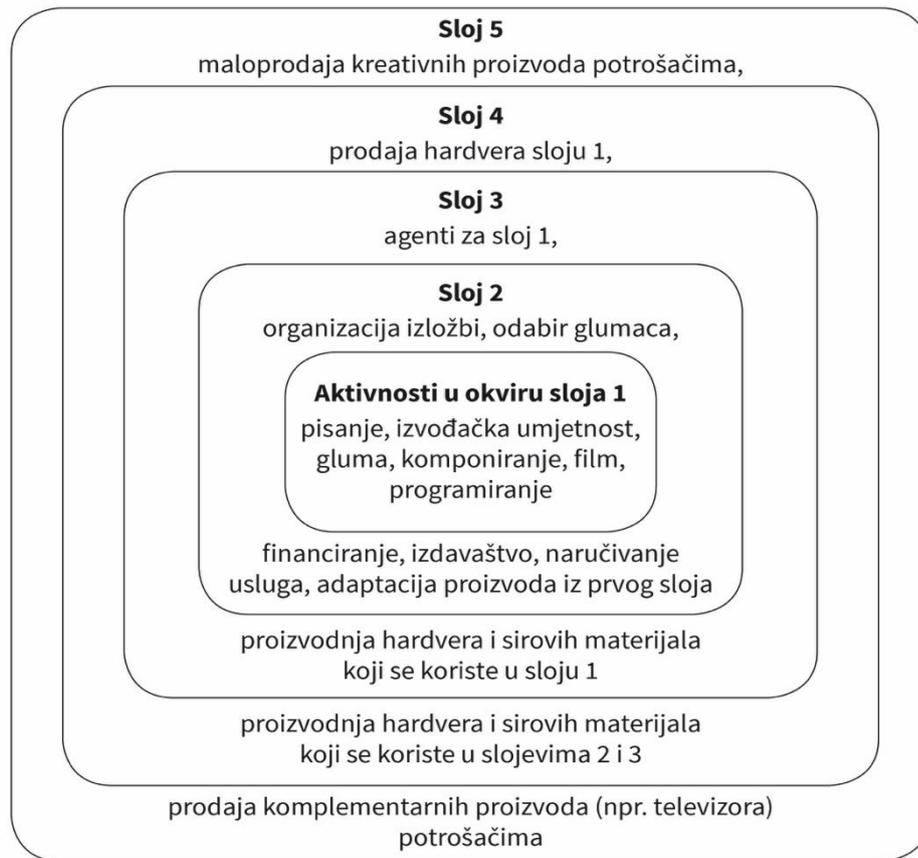 Sloj 5
maloprodaja kreativnih proizvoda potrošačima,
Sloj 4
prodaja hardvera sloju 1,
Sloj 3
agenti za sloj 1,
Sloj 2
organizacija izložbi, odabir glumaca,
Aktivnosti u okviru sloja 1
pisanje, izvođačka umjetnost,
gluma, komponiranje, film,
programiranje
financiranje, izdavaštvo, naručivanje
usluga, adaptacija proizvoda iz prvog sloja
proizvodnja hardvera i sirovih materijala
koji se koriste u sloju 1
proizvodnja hardvera i sirovih materijala
koji se koriste u slojevima 2 i 3
prodaja komplementarnih proizvoda (npr. televizora)
potrošačima